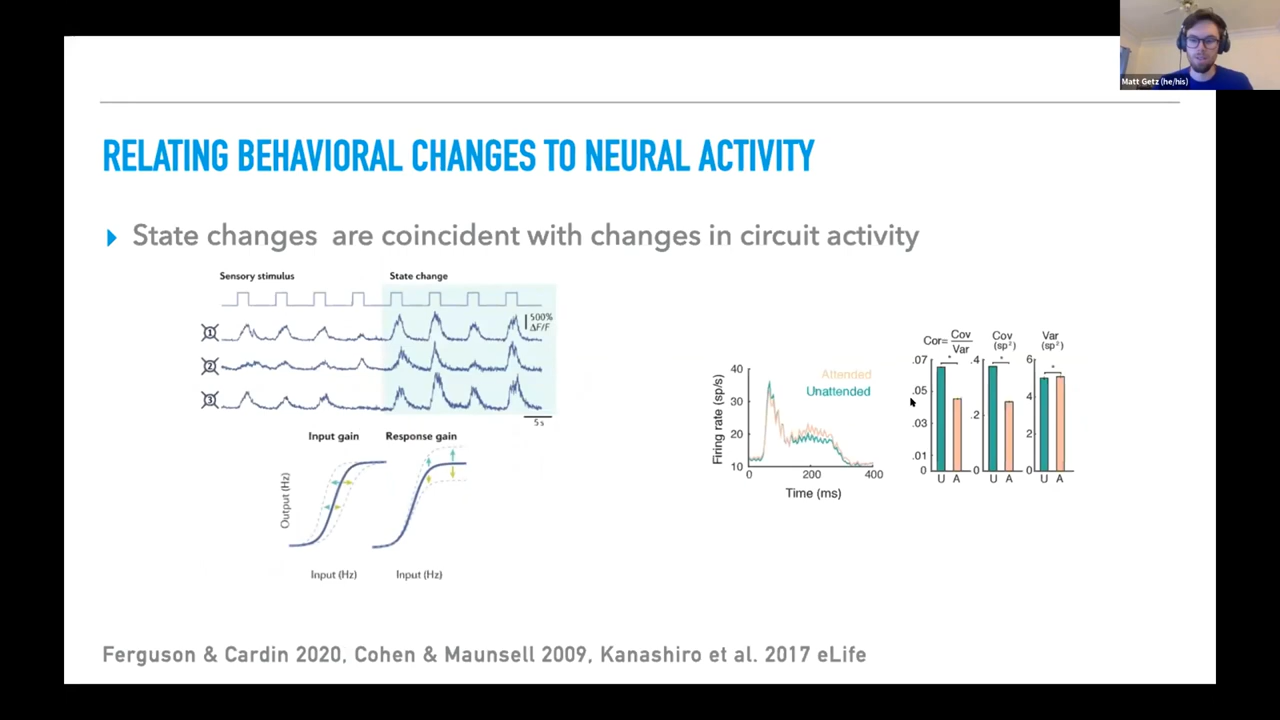 Matt Getz (he/his)
RELATING BEHAVIORAL CHANGES TO NEURAL ACTIVITY
State changes are coincident with changes in circuit activity
Sensory stimulus
State change
500%
ΔF/F
1
2
3
5 s
Input gain
Response gain
Output (Hz)
Input (Hz)
Input (Hz)
Firing rate (sp/s)
40
30
20
10
Attended
Unattended
0
200
400
Time (ms)
Cor= Cov
Var
.07
.05
.03
.01
0
*
U A
Cov
(sp²)
.4
.2
0
*
U A
Var
(sp²)
6
4
2
0
*
U A
Ferguson & Cardin 2020, Cohen & Maunsell 2009, Kanashiro et al. 2017 eLife